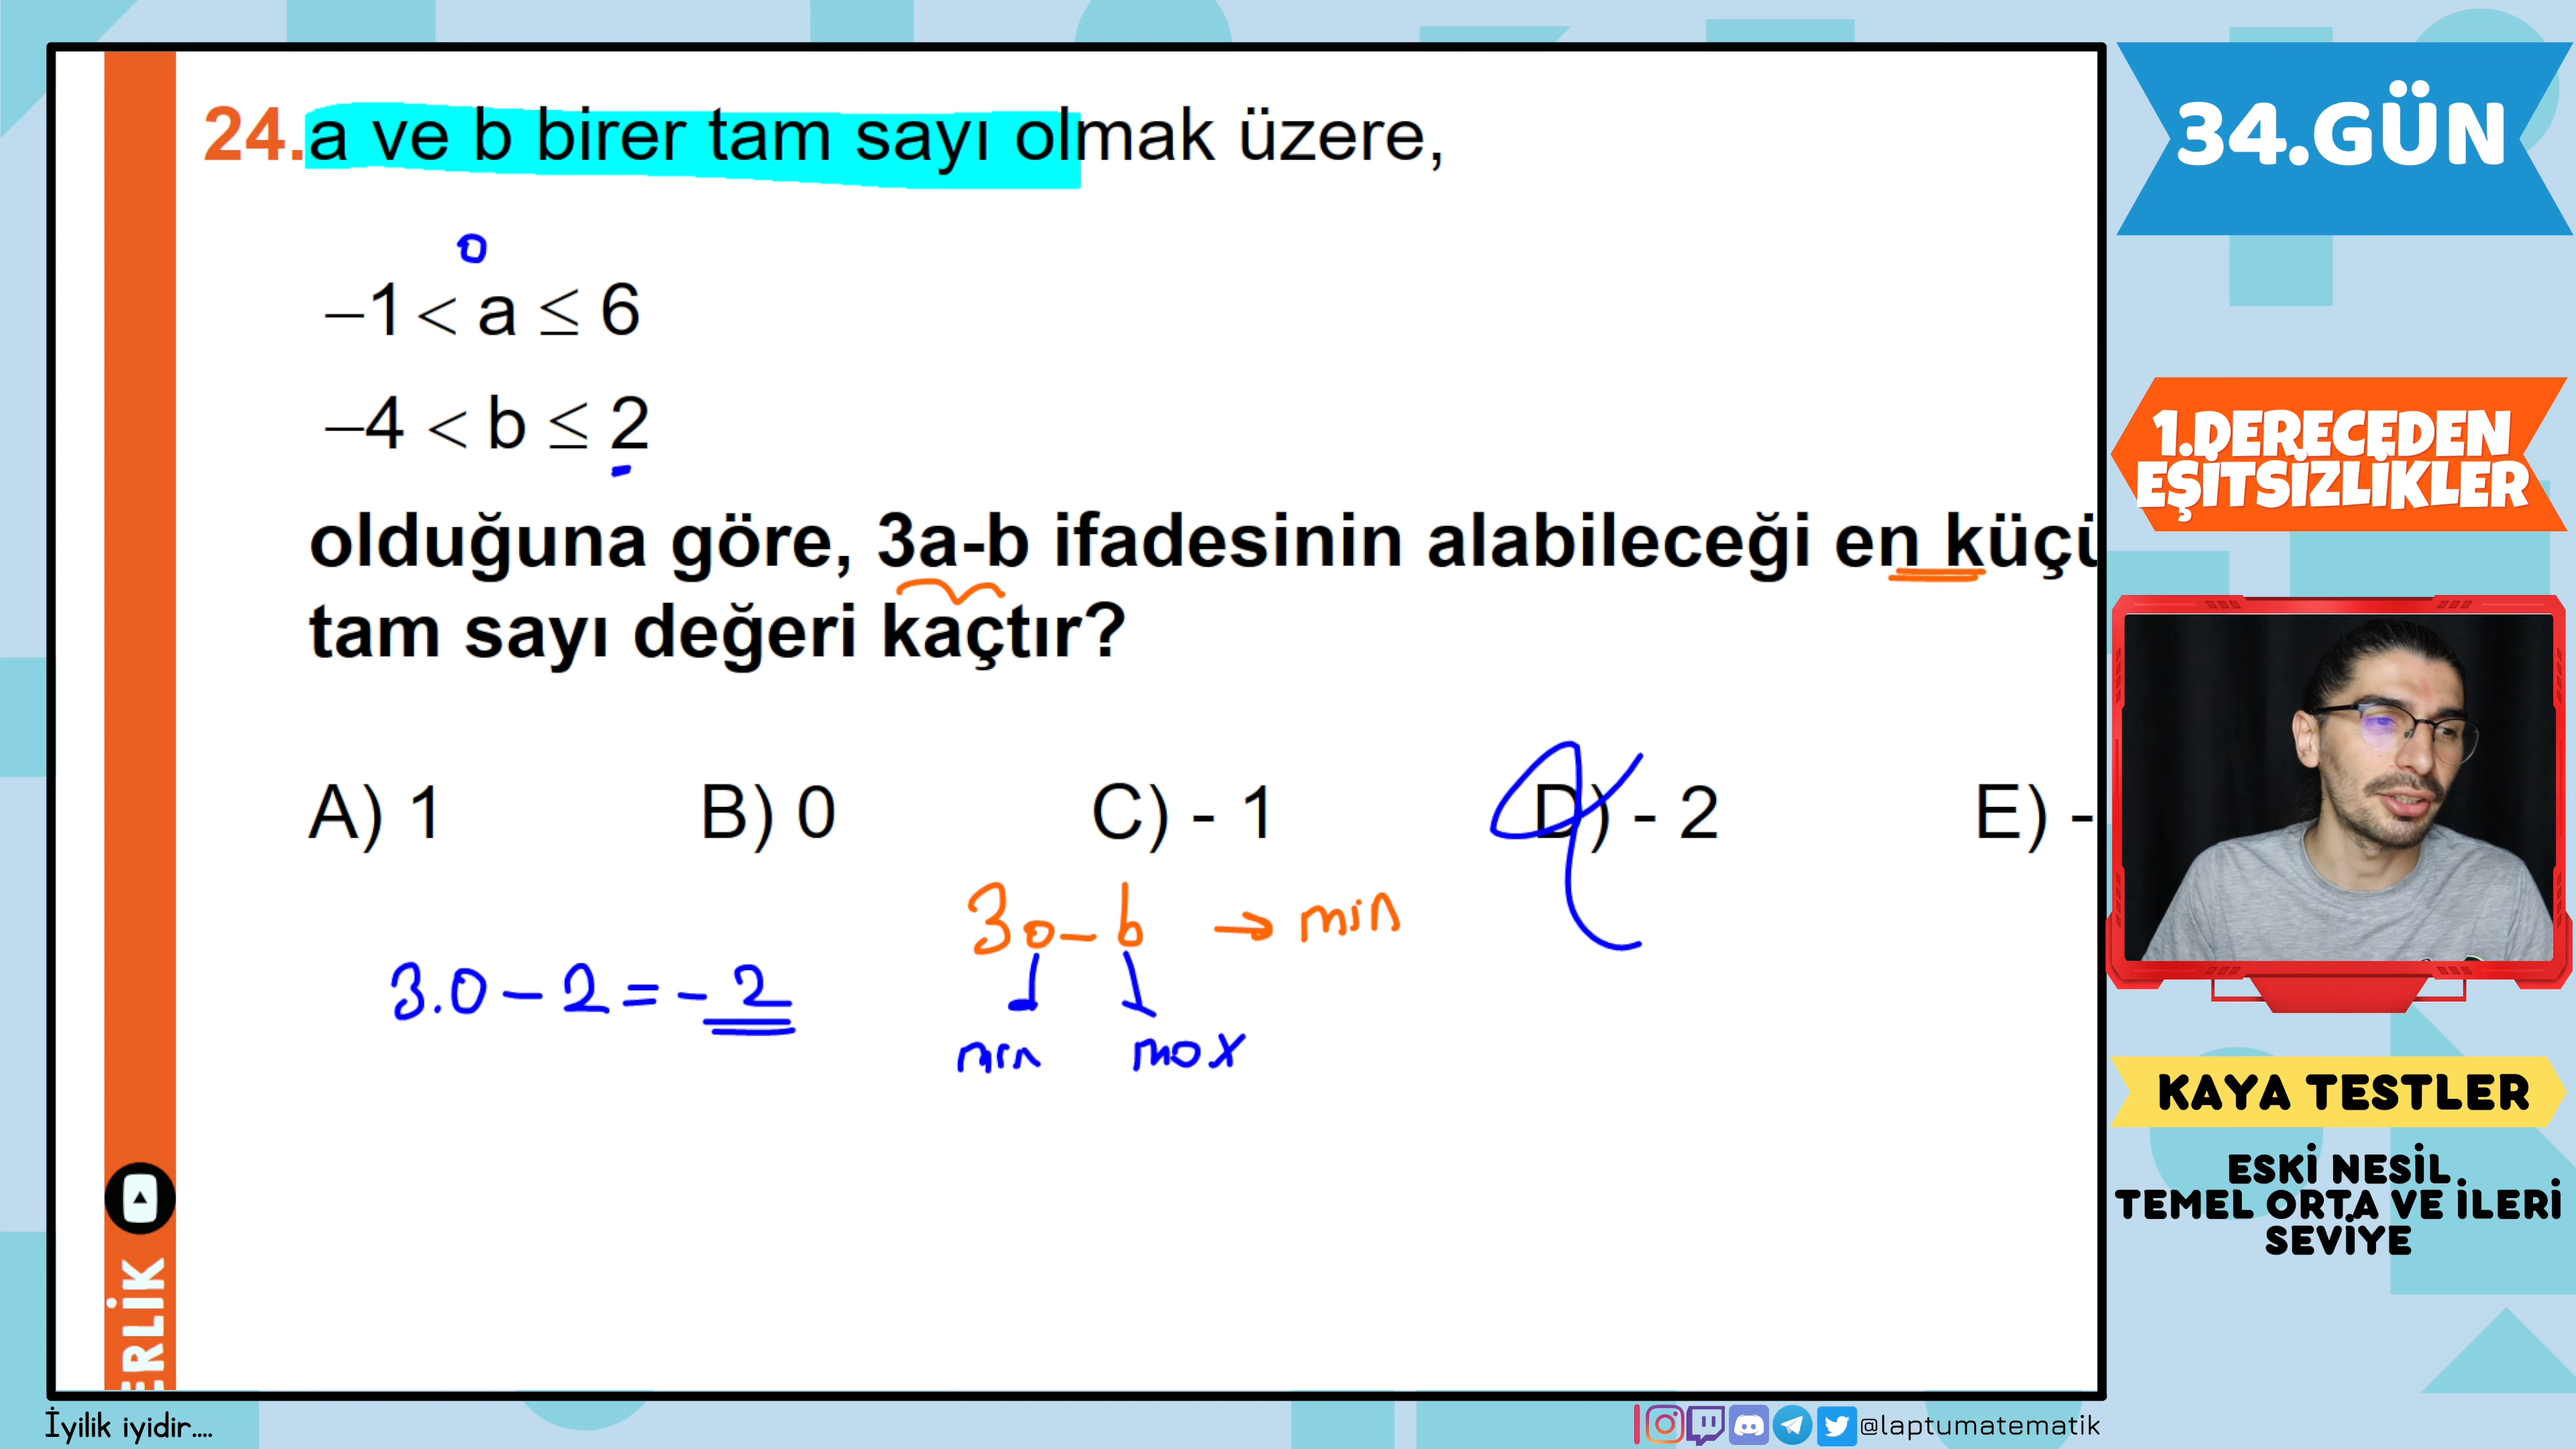 24. a ve b birer tam sayı olmak üzere,
0
–1 < a ≤ 6
–4 < b ≤ 2
olduğuna göre, 3a-b ifadesinin alabileceği en küçü
tam sayı değeri kaçtır?
A) 1 B) 0 C) - 1 D) - 2 E) -
3a – b → min
3.0 – 2 = – 2
min max
ERLİK
34.GÜN
1.DERECEDEN
EŞİTSİZLİKLER
KAYA TESTLER
ESKİ NESİL
TEMEL ORTA VE İLERİ
SEVİYE
İyilik iyidir....
@laptumatematik